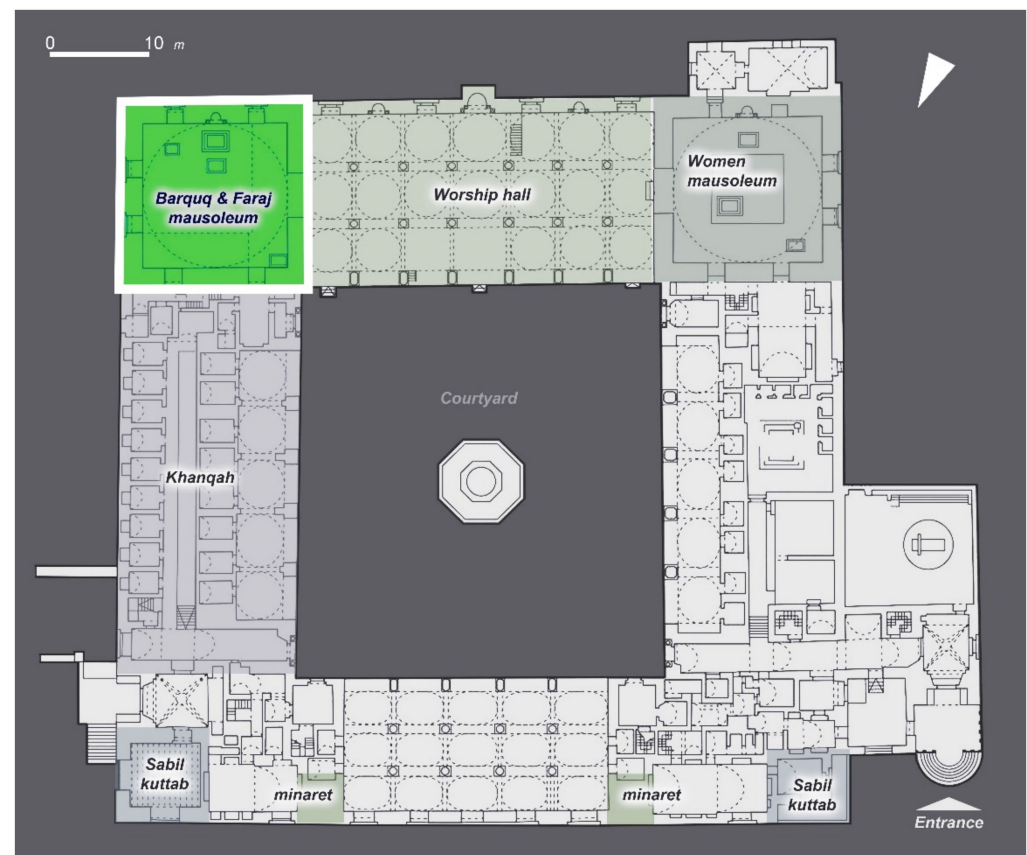 0 10 m
Barquq & Faraj
mausoleum
Worship hall
Women
mausoleum
Courtyard
Khanqah
Sabil
kuttab
minaret
minaret
Sabil
kuttab
Entrance